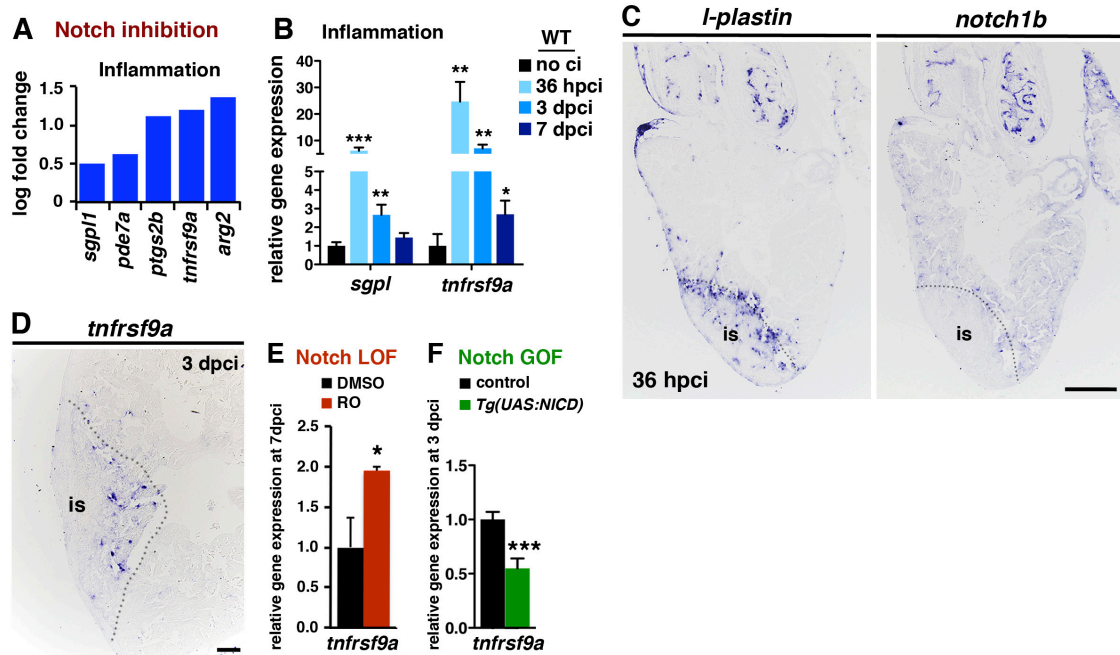 A Notch inhibition
Inflammation
log fold change
1.5
1.0
0.5
0
sgpl1
pde7a
ptgs2b
tnfrsf9a
arg2
B Inflammation
WT
no ci
36 hpci
3 dpci
7 dpci
relative gene expression
40
30
20
10
5
4
3
2
1
0
***
**
**
**
*
sgpl
tnfrsf9a
C l-plastin
notch1b
is
is
36 hpci
D tnfrsf9a
3 dpci
is
E Notch LOF
DMSO
RO
relative gene expression at 7dpci
2.5
2.0
1.5
1.0
0.5
0.0
*
tnfrsf9a
F Notch GOF
control
Tg(UAS:NICD)
relative gene expression at 3 dpci
1.5
1.0
0.5
0.0
***
tnfrsf9a